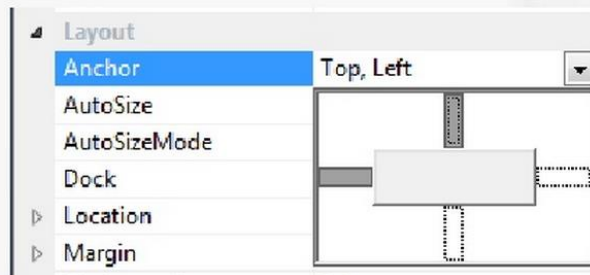 Layout
Anchor Top, Left
AutoSize
AutoSizeMode
Dock
Location
Margin